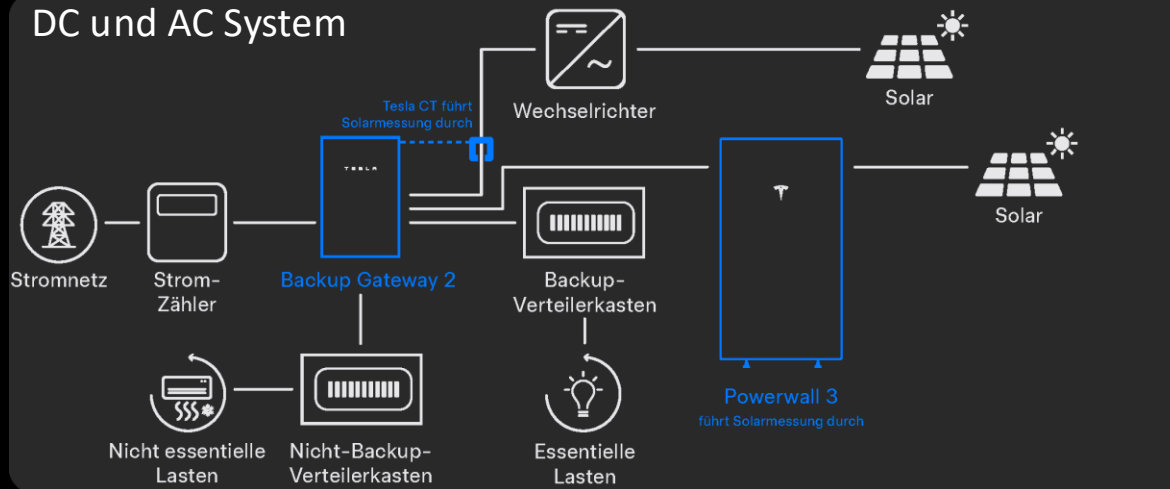 DC und AC System
Tesla CT führt
Solarmessung durch
Wechselrichter
Solar
TESLA
Solar
Stromnetz
Strom-
Zähler
Backup Gateway 2
Backup-
Verteilerkasten
Powerwall 3
führt Solarmessung durch
Nicht essentielle
Lasten
Nicht-Backup-
Verteilerkasten
Essentielle
Lasten